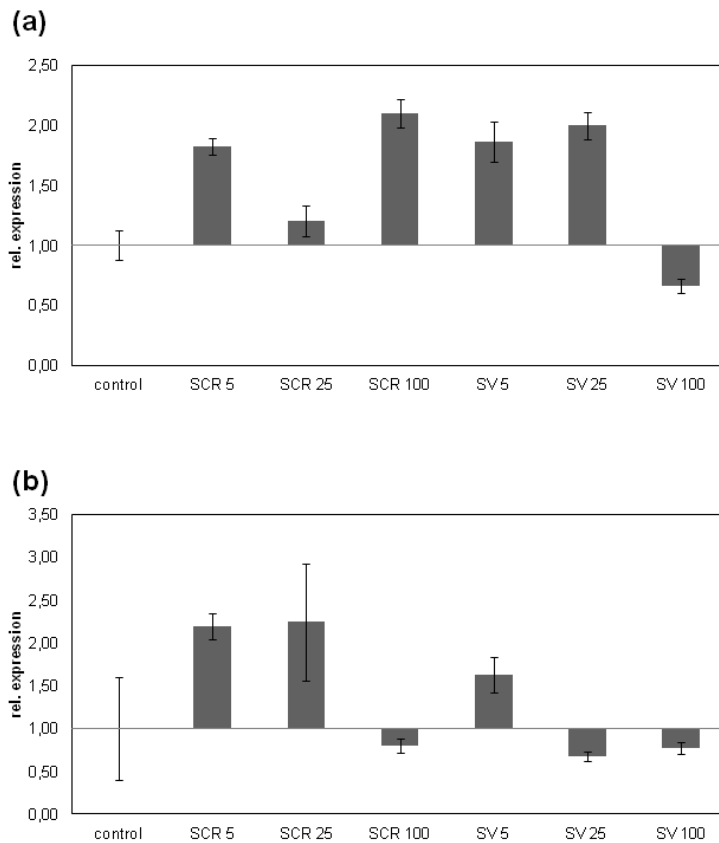 (a)
2,50
2,00
1,50
1,00
0,50
0,00
rel. expression
control SCR 5 SCR 25 SCR 100 SV 5 SV 25 SV 100
(b)
3,50
3,00
2,50
2,00
1,50
1,00
0,50
0,00
rel. expression
control SCR 5 SCR 25 SCR 100 SV 5 SV 25 SV 100